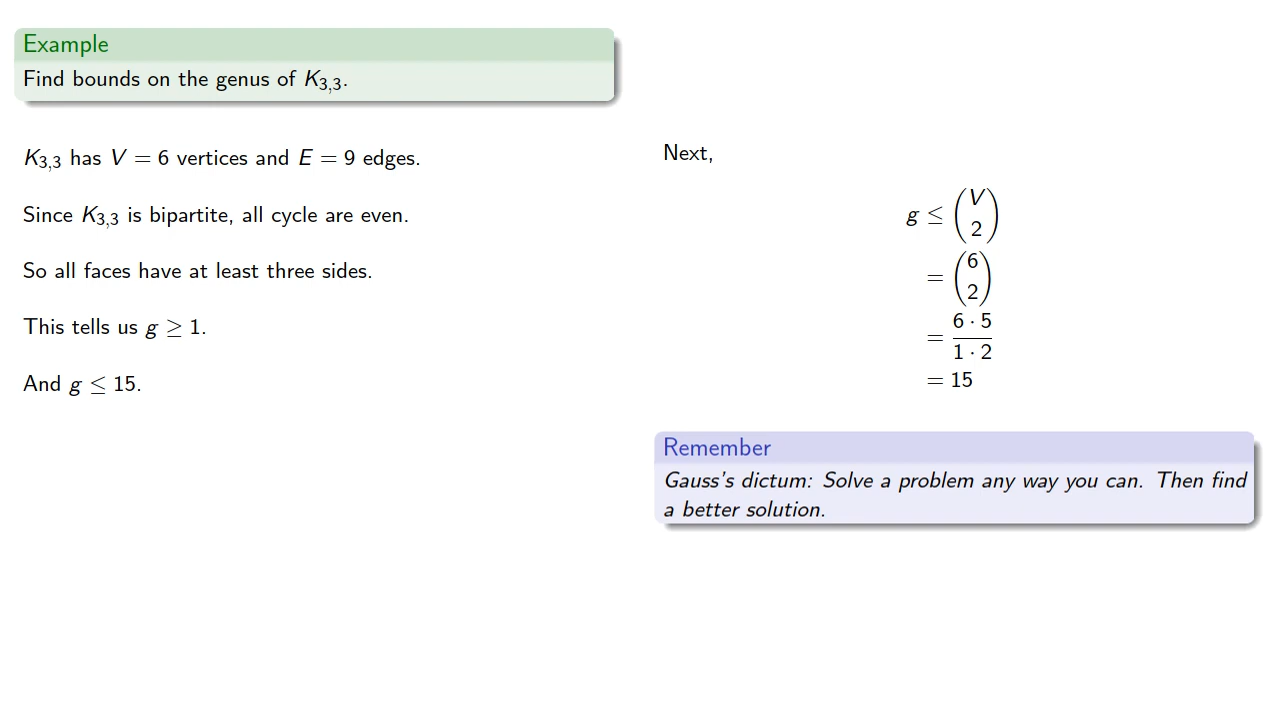 Example
Find bounds on the genus of K₃,₃.
K₃,₃ has V = 6 vertices and E = 9 edges.
Since K₃,₃ is bipartite, all cycle are even.
So all faces have at least three sides.
This tells us g ≥ 1.
And g ≤ 15.
Next,
g ≤ (V 2)
= (6 2)
= 6 · 5 / 1 · 2
= 15
Remember
Gauss's dictum: Solve a problem any way you can. Then find
a better solution.